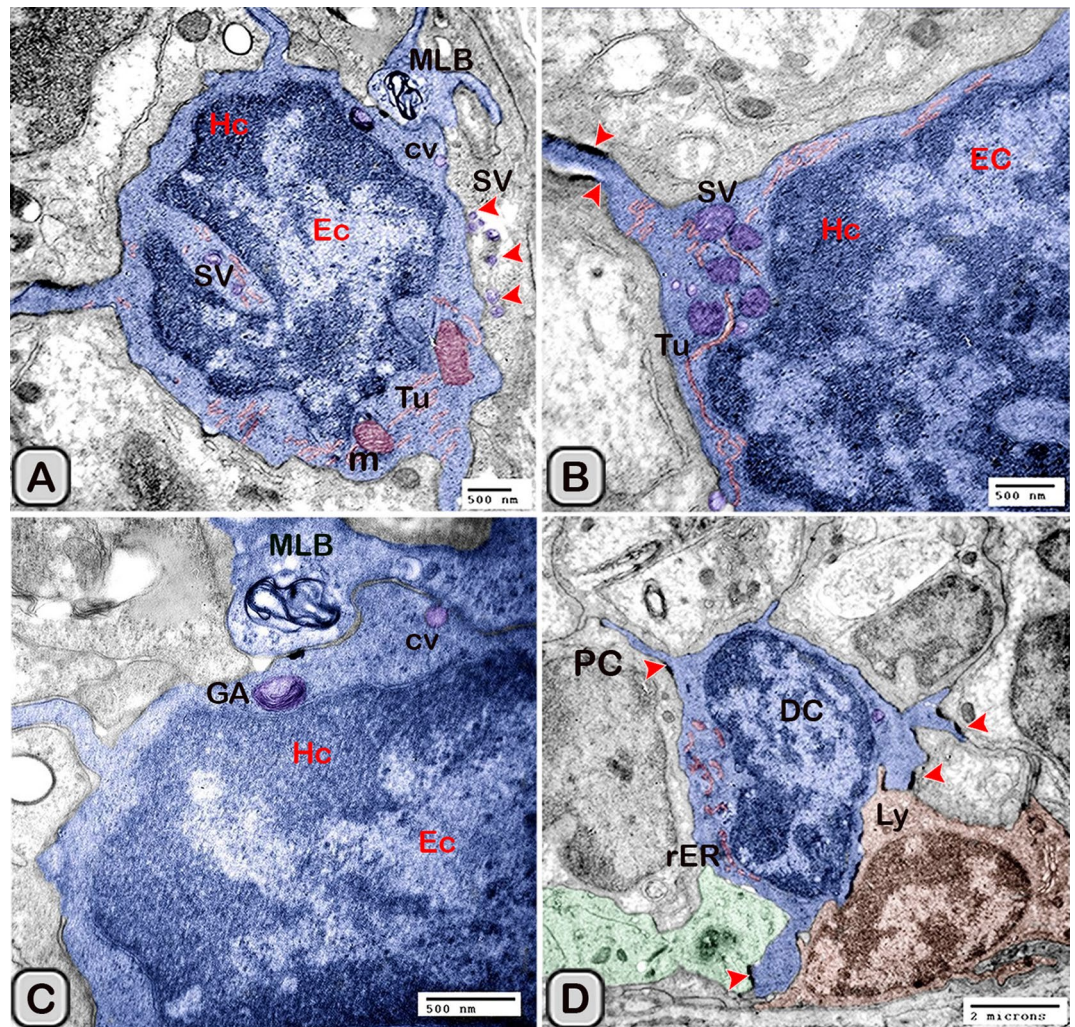 MLB
Hc
cv
SV
Ec
SV
Tu
m
A
500 nm
EC
SV
Hc
Tu
B
500 nm
MLB
cv
GA
Hc
Ec
C
500 nm
PC
DC
Ly
rER
D
2 microns